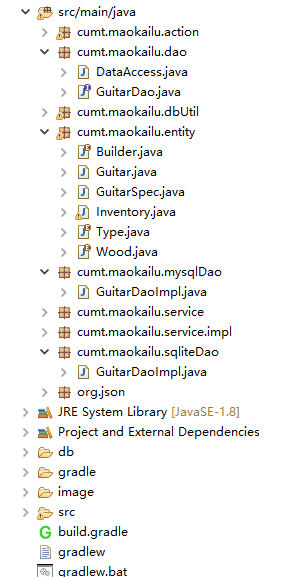 src/main/java
cumt.maokailu.action
cumt.maokailu.dao
DataAccess.java
GuitarDao.java
cumt.maokailu.dbUtil
cumt.maokailu.entity
Builder.java
Guitar.java
GuitarSpec.java
Inventory.java
Type.java
Wood.java
cumt.maokailu.mysqlDao
GuitarDaoImpl.java
cumt.maokailu.service
cumt.maokailu.service.impl
cumt.maokailu.sqliteDao
GuitarDaoImpl.java
org.json
JRE System Library [JavaSE-1.8]
Project and External Dependencies
db
gradle
image
src
build.gradle
gradlew
gradlew.bat